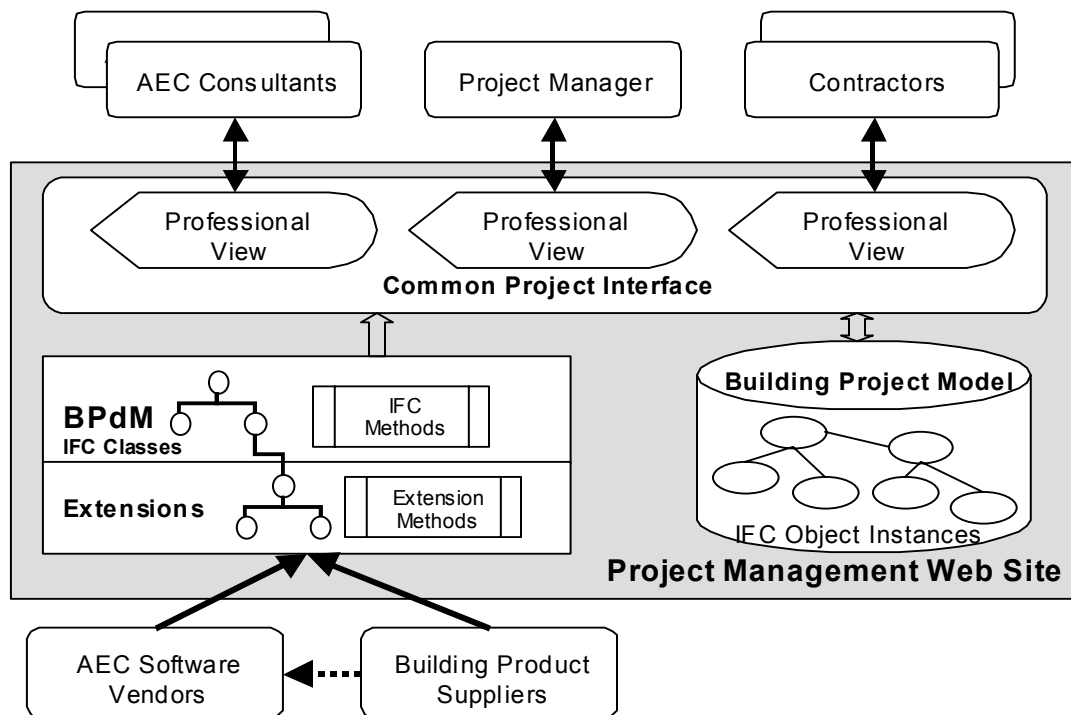 AEC Consultants
Project Manager
Contractors
Professional
View
Professional
View
Professional
View
Common Project Interface
BPdM
IFC Classes
IFC
Methods
Extensions
Extension
Methods
Building Project Model
IFC Object Instances
Project Management Web Site
AEC Software
Vendors
Building Product
Suppliers